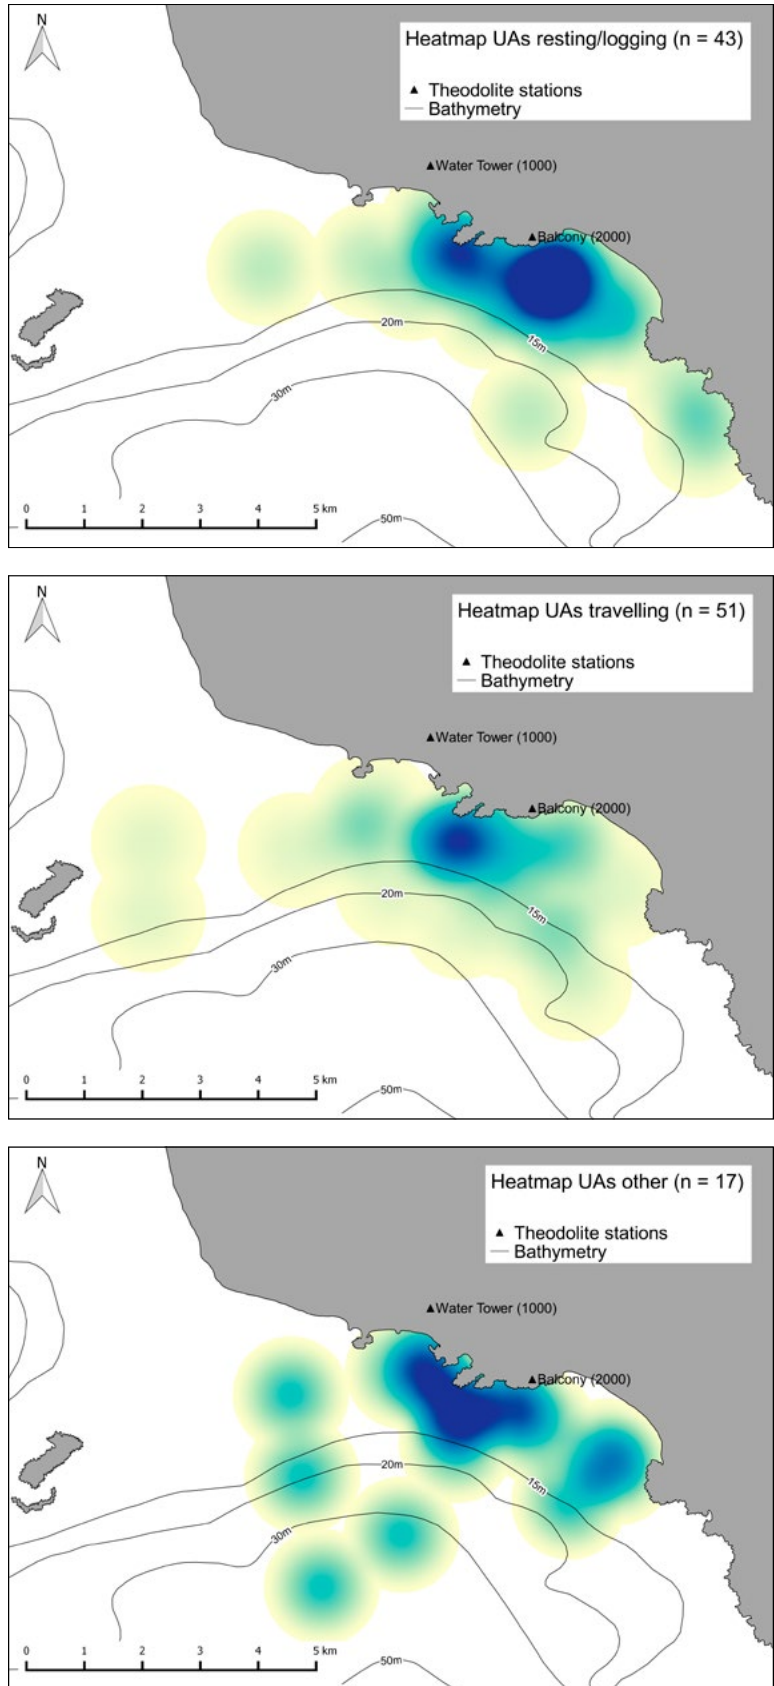 N
Heatmap UAs resting/logging (n = 43)
▲ Theodolite stations
— Bathymetry
▲Water Tower (1000)
▲Balcony (2000)
20m
15m
30m
0 1 2 3 4 5 km
50m
N
Heatmap UAs travelling (n = 51)
▲ Theodolite stations
— Bathymetry
▲Water Tower (1000)
▲Balcony (2000)
20m
15m
30m
0 1 2 3 4 5 km
50m
N
Heatmap UAs other (n = 17)
▲ Theodolite stations
— Bathymetry
▲Water Tower (1000)
▲Balcony (2000)
20m
15m
30m
0 1 2 3 4 5 km
50m